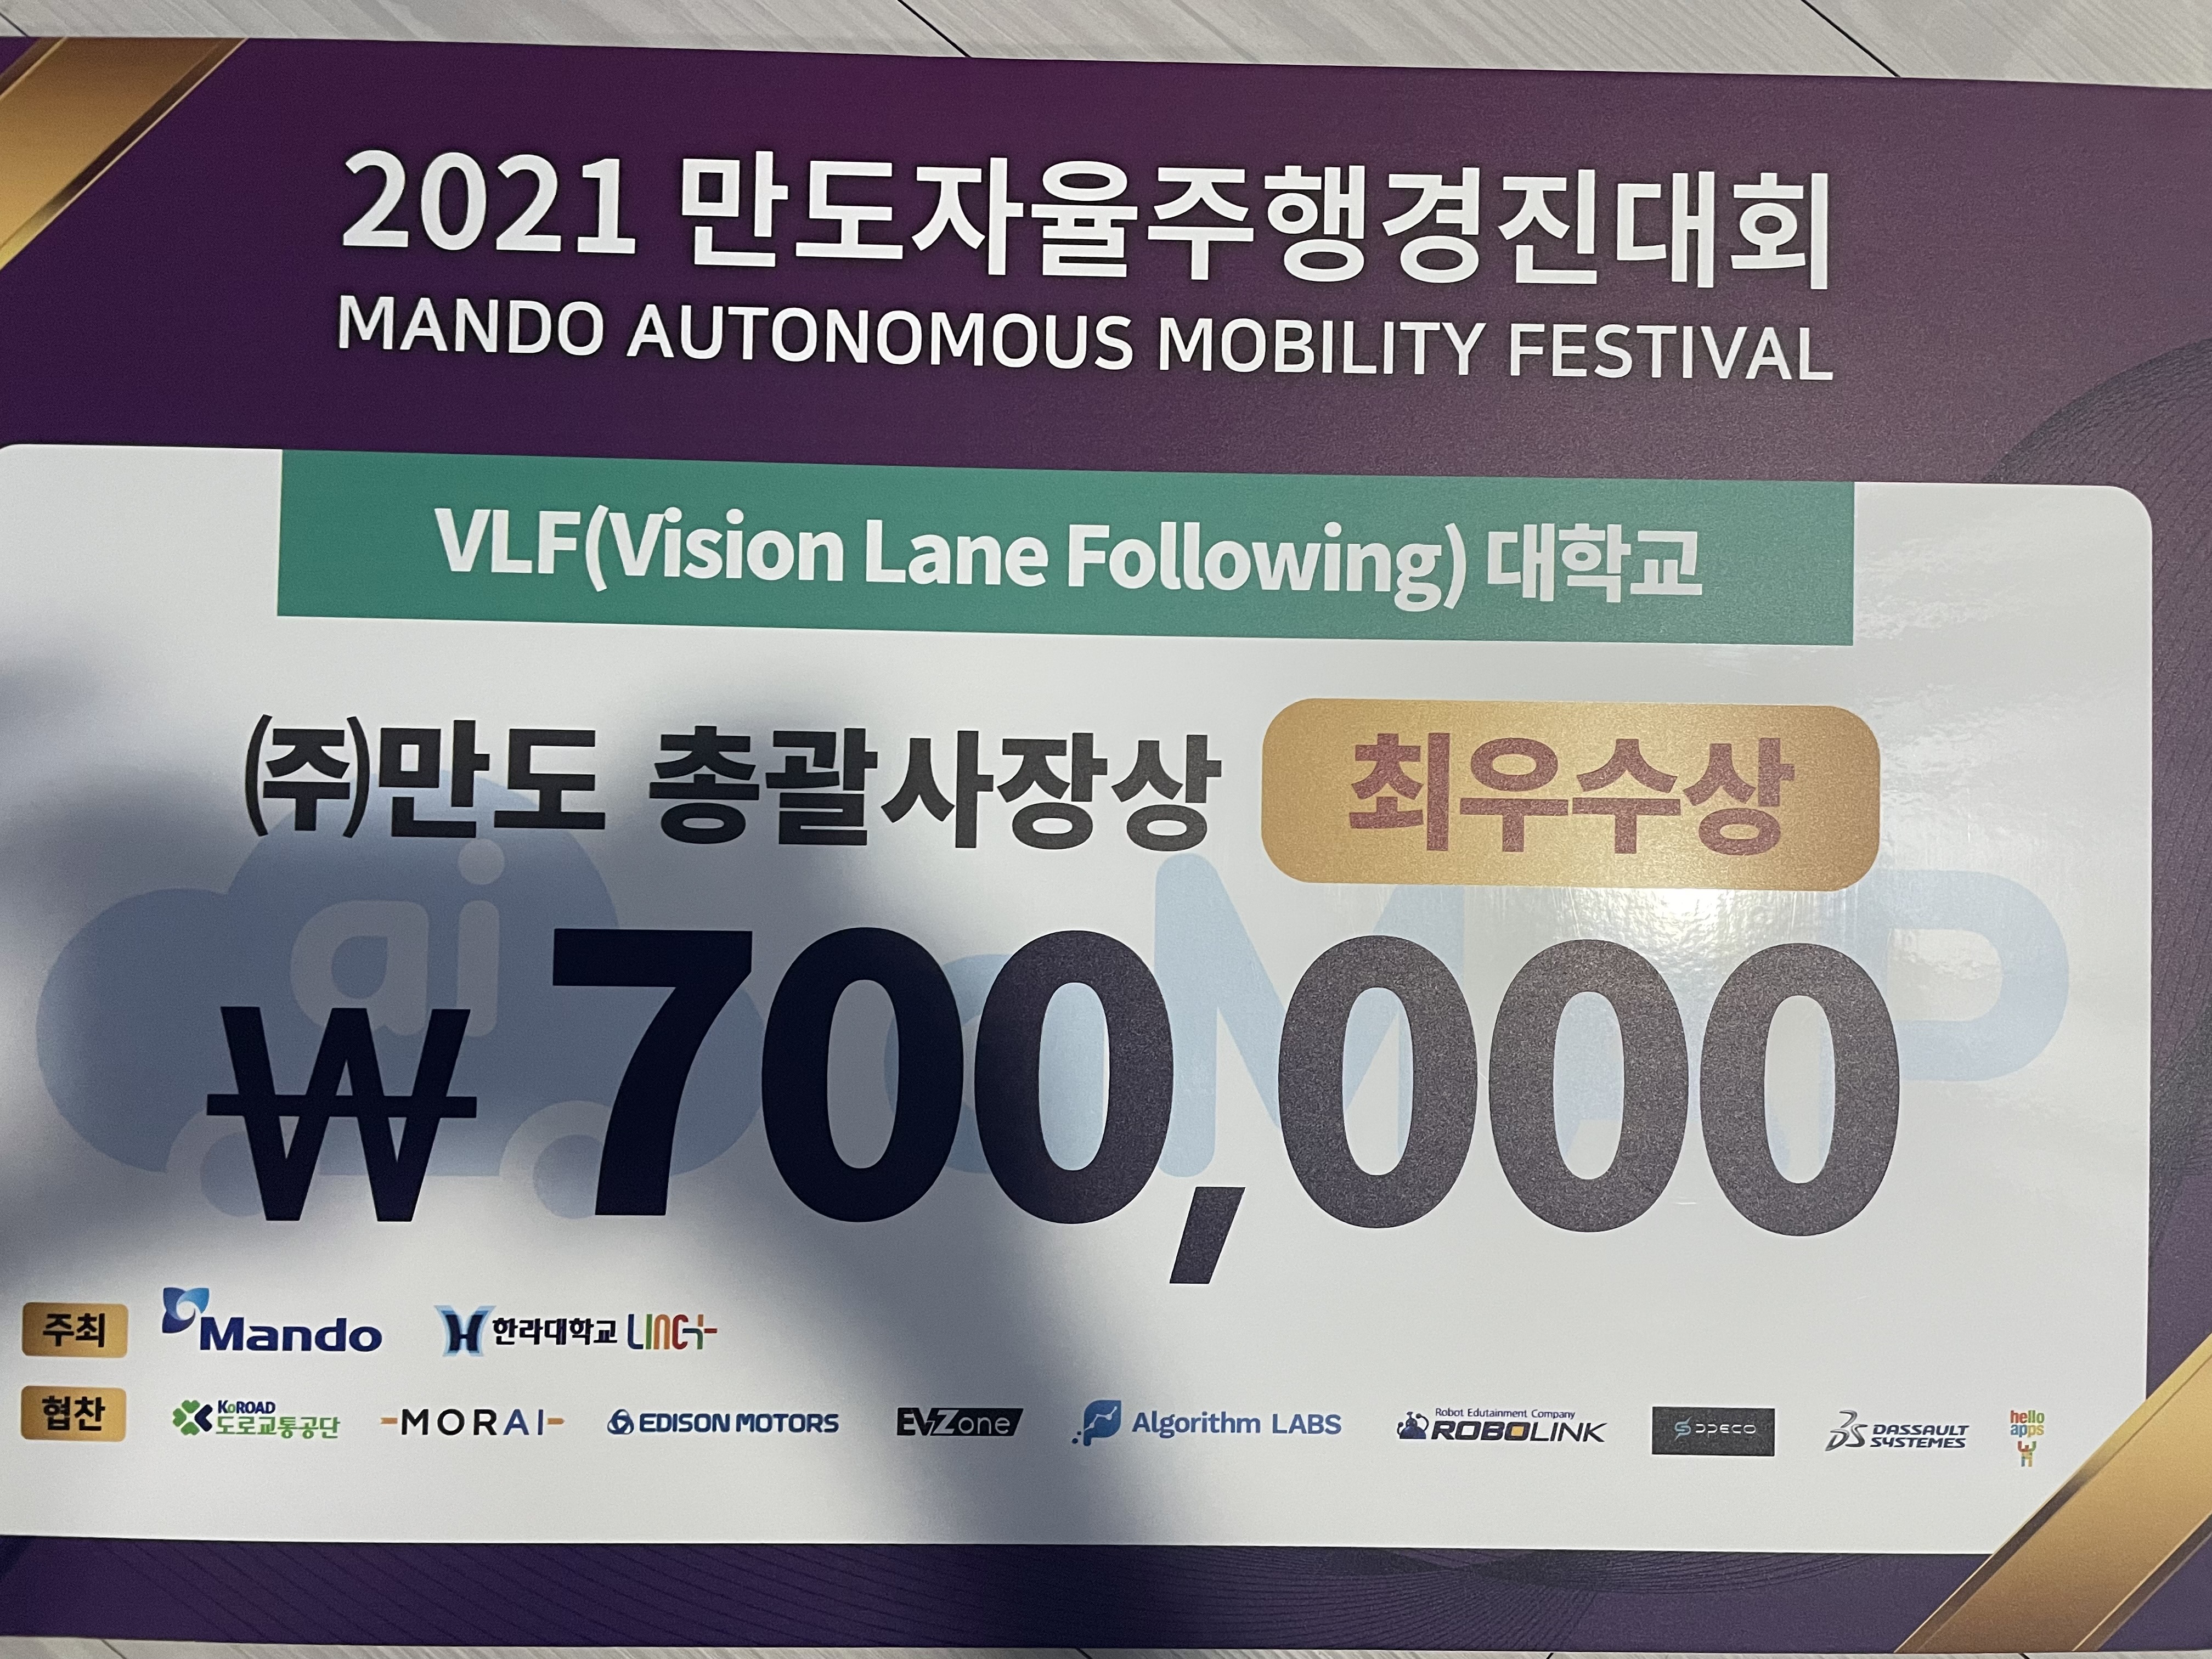 2021 만도자율주행경진대회
MANDO AUTONOMOUS MOBILITY FESTIVAL
VLF(Vision Lane Following) 대학교
㈜만도 총괄사장상 최우수상
ai MAP
₩ 700,000
주최 Mando 한라대학교 LINC+
협찬 KoROAD 도로교통공단 MORAI EDISON MOTORS EVZone Algorithm LABS Robot Edutainment Company ROBOLINK DASSAULT SYSTEMES hello apps